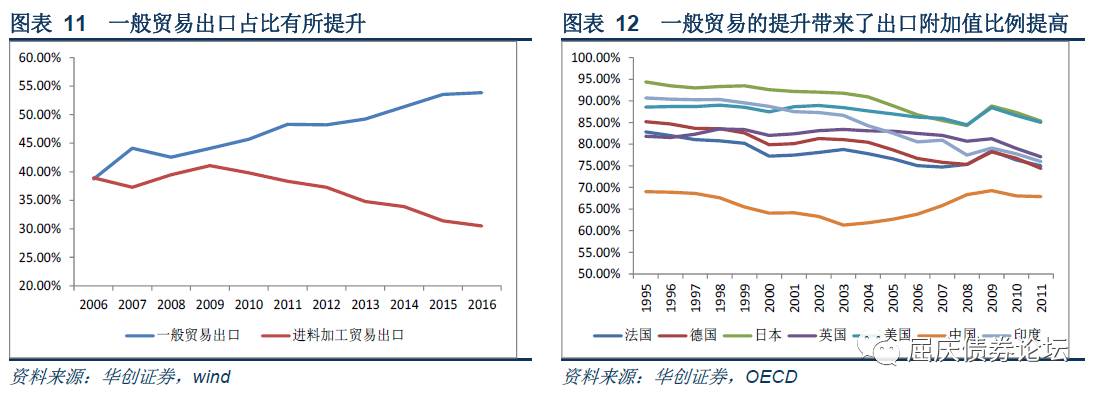 图表 11 一般贸易出口占比有所提升
60.00%
55.00%
50.00%
45.00%
40.00%
35.00%
30.00%
25.00%
20.00%
2006 2007 2008 2009 2010 2011 2012 2013 2014 2015 2016
一般贸易出口 进料加工贸易出口
资料来源：华创证券，wind
图表 12 一般贸易的提升带来了出口附加值比例提高
100.00%
95.00%
90.00%
85.00%
80.00%
75.00%
70.00%
65.00%
60.00%
55.00%
50.00%
1995 1996 1997 1998 1999 2000 2001 2002 2003 2004 2005 2006 2007 2008 2009 2010 2011
法国 德国 日本 英国 美国 中国 印度
屈庆债券论坛
资料来源：华创证券，OECD